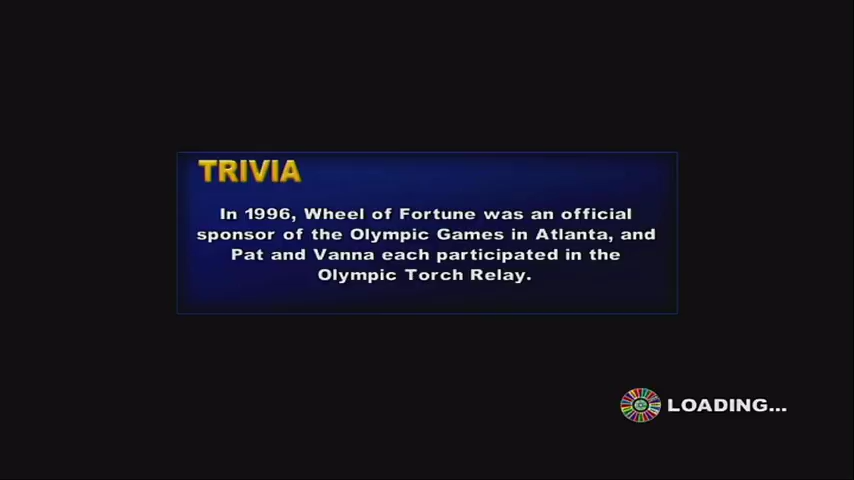 TRIVIA
In 1996, Wheel of Fortune was an official
sponsor of the Olympic Games in Atlanta, and
Pat and Vanna each participated in the
Olympic Torch Relay.
LOADING...